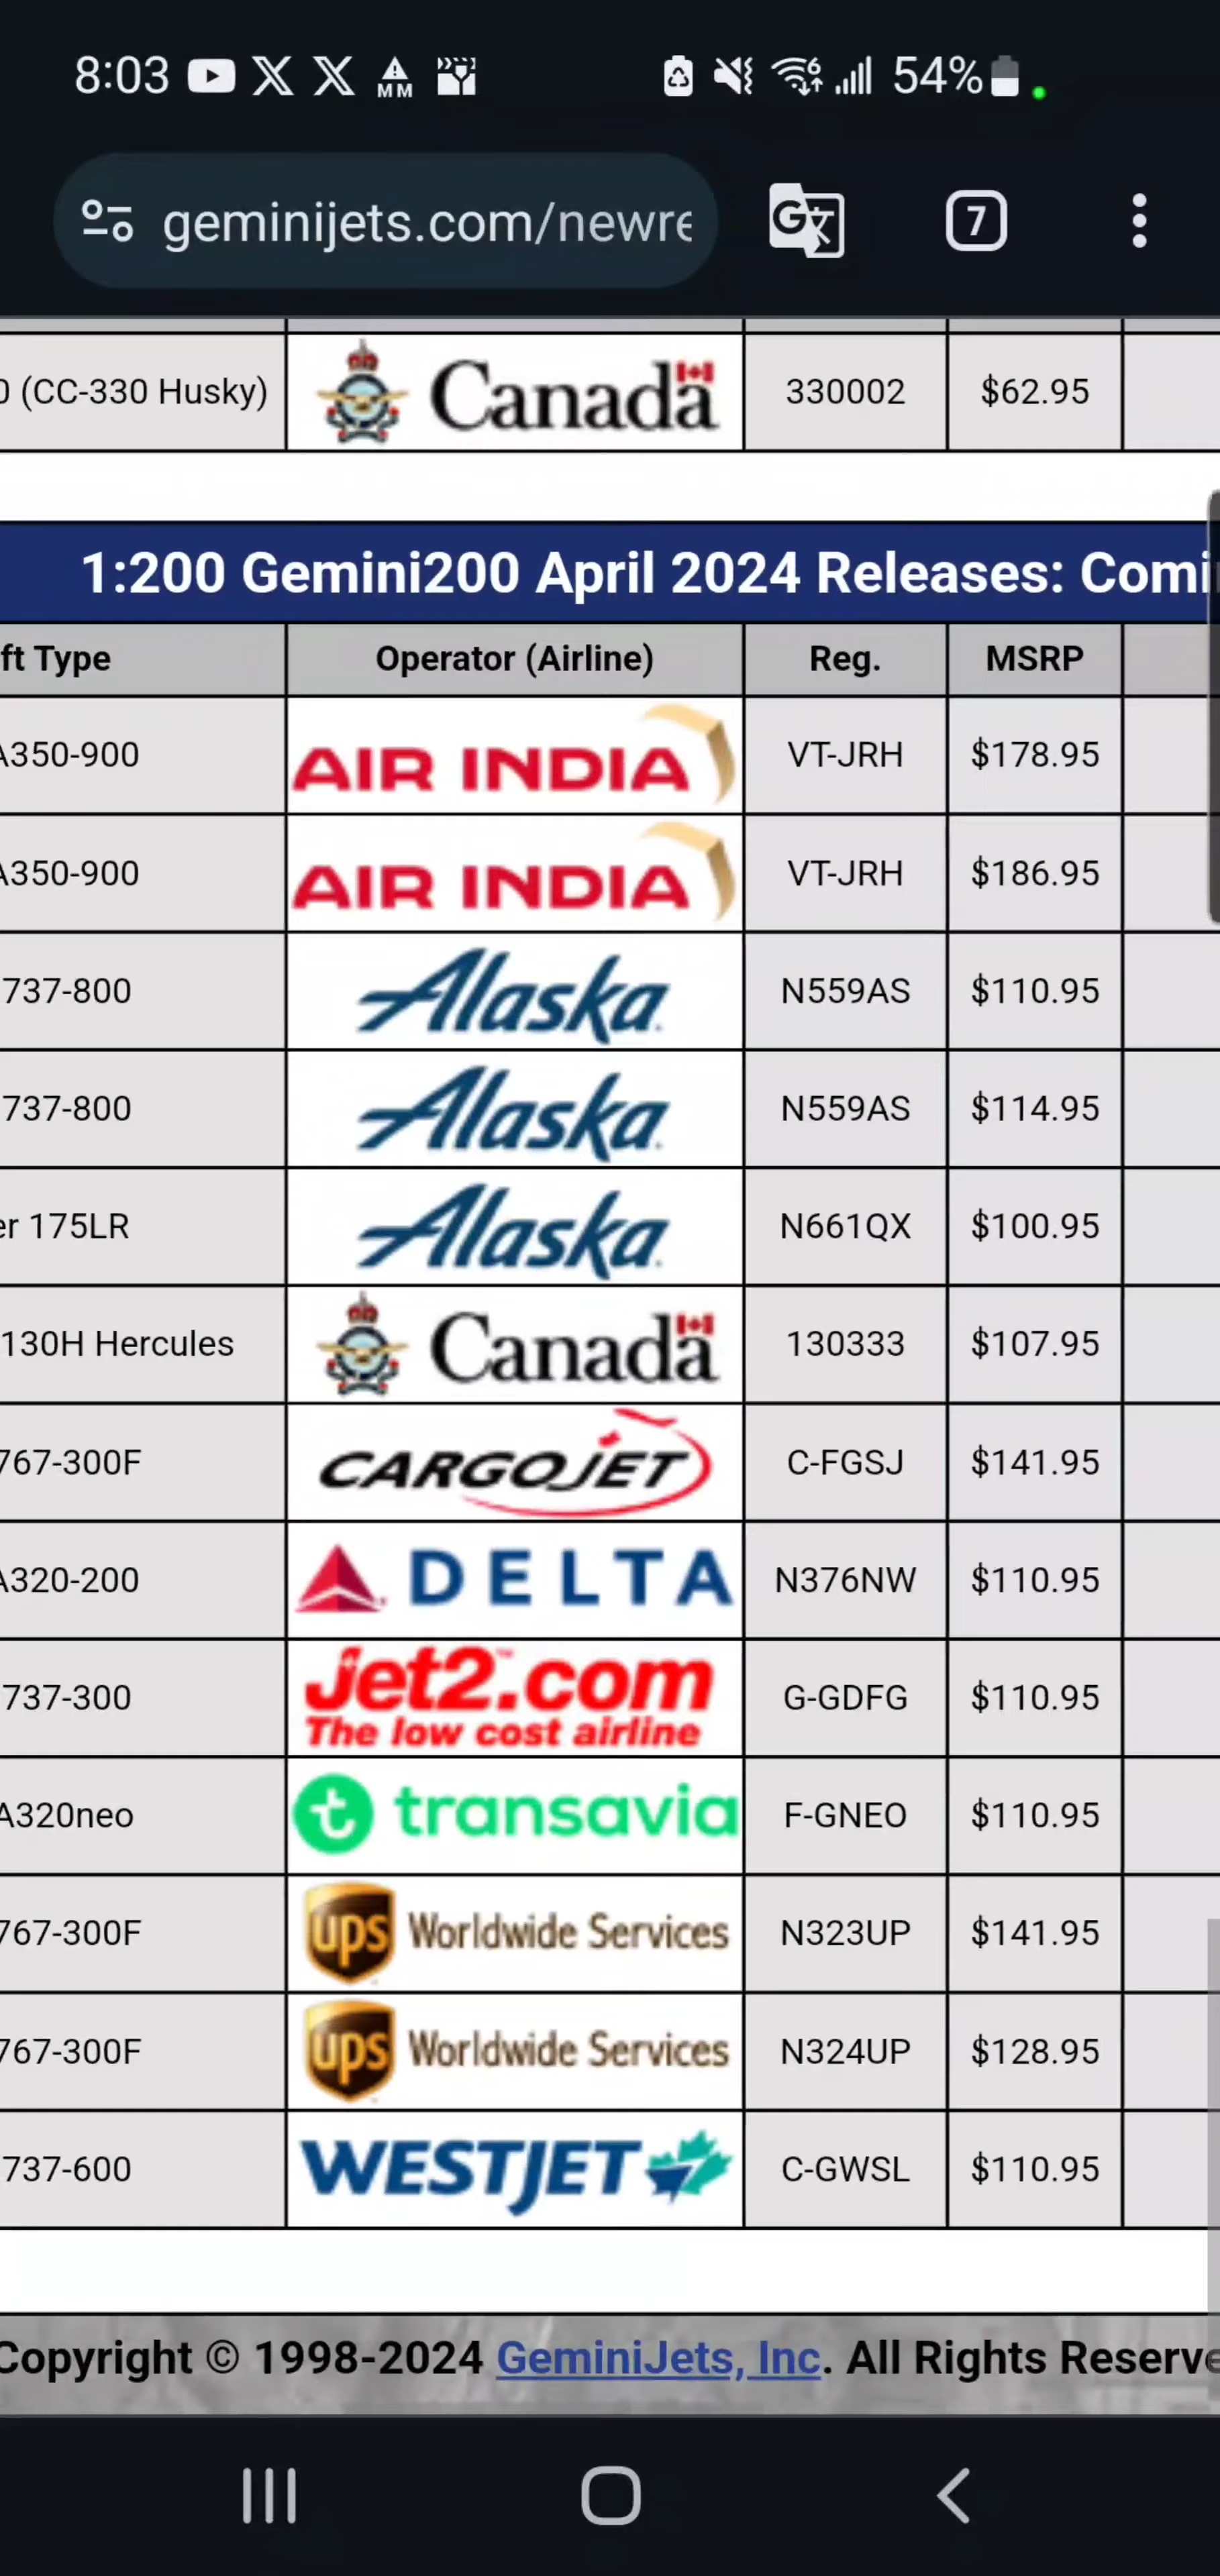 8:03 MM 6 54%
geminijets.com/newre
G 7
0 (CC-330 Husky) Canada 330002 $62.95
1:200 Gemini200 April 2024 Releases: Comi
ft Type Operator (Airline) Reg. MSRP
A350-900 AIR INDIA VT-JRH $178.95
A350-900 AIR INDIA VT-JRH $186.95
737-800 Alaska N559AS $110.95
737-800 Alaska N559AS $114.95
er 175LR Alaska N661QX $100.95
130H Hercules Canada 130333 $107.95
767-300F CARGOJET C-FGSJ $141.95
A320-200 DELTA N376NW $110.95
737-300 Jet2.com G-GDFG $110.95
The low cost airline
A320neo transavia F-GNEO $110.95
767-300F ups Worldwide Services N323UP $141.95
767-300F ups Worldwide Services N324UP $128.95
737-600 WESTJET C-GWSL $110.95
Copyright © 1998-2024 GeminiJets, Inc. All Rights Reserve